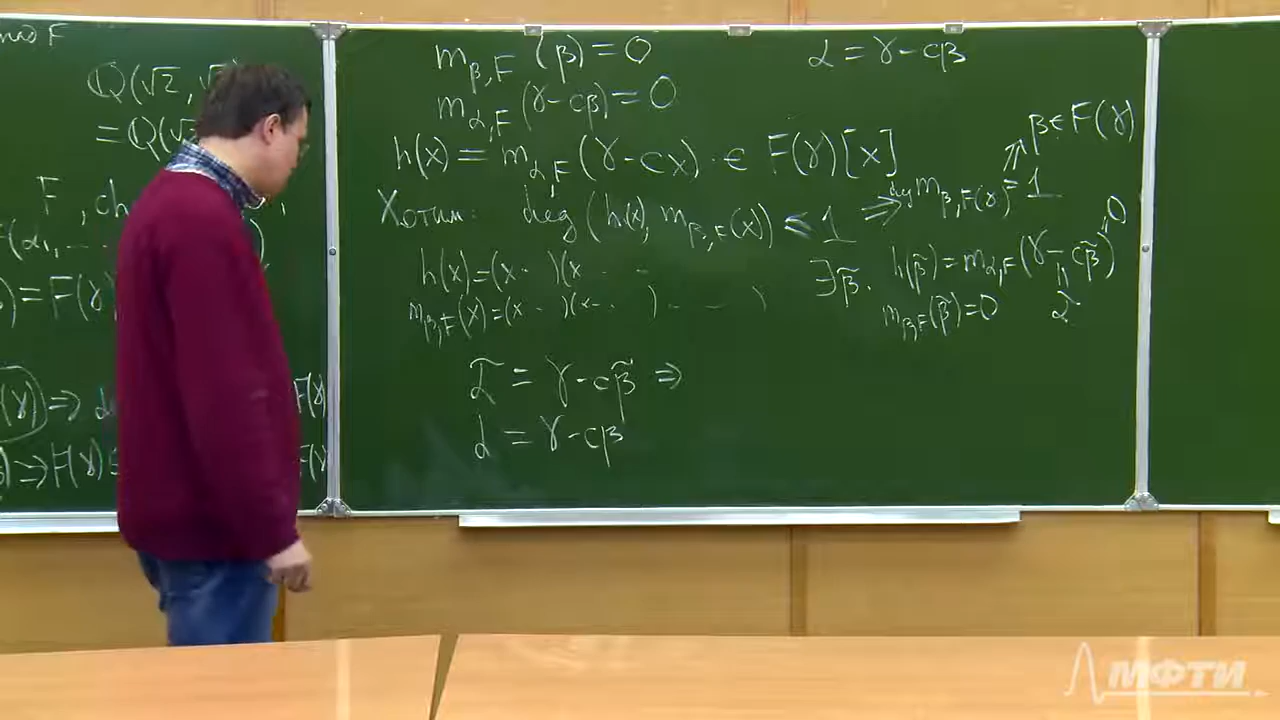 Q(√2, √
= Q(√
F, ch
F(α₁, …
) = F(γ
(γ) ⇒ d
) ⇒ F(γ) F(γ
m_{β,F} (β) = 0
α = γ - cβ
m_{α,F} (γ - cβ) = 0
h(x) = m_{α,F} (γ - cx) · ∈ F(γ)[x]
β ∈ F(γ)
Хотим: deg (h(x), m_{β,F}(x)) ≤ 1 ⇒ deg m_{β,F(γ)} = 1 ⇒
h(x) = (x - )(x - -
∃ β̃. h(β̃) = m_{α,F}(γ - cβ̃) = 0
m_{β,F}(x) = (x - )(x - ) - - - )
m_{β,F}(β̃) = 0
α̃
α̃ = γ - cβ̃ ⇒
α = γ - cβ
МФТИ